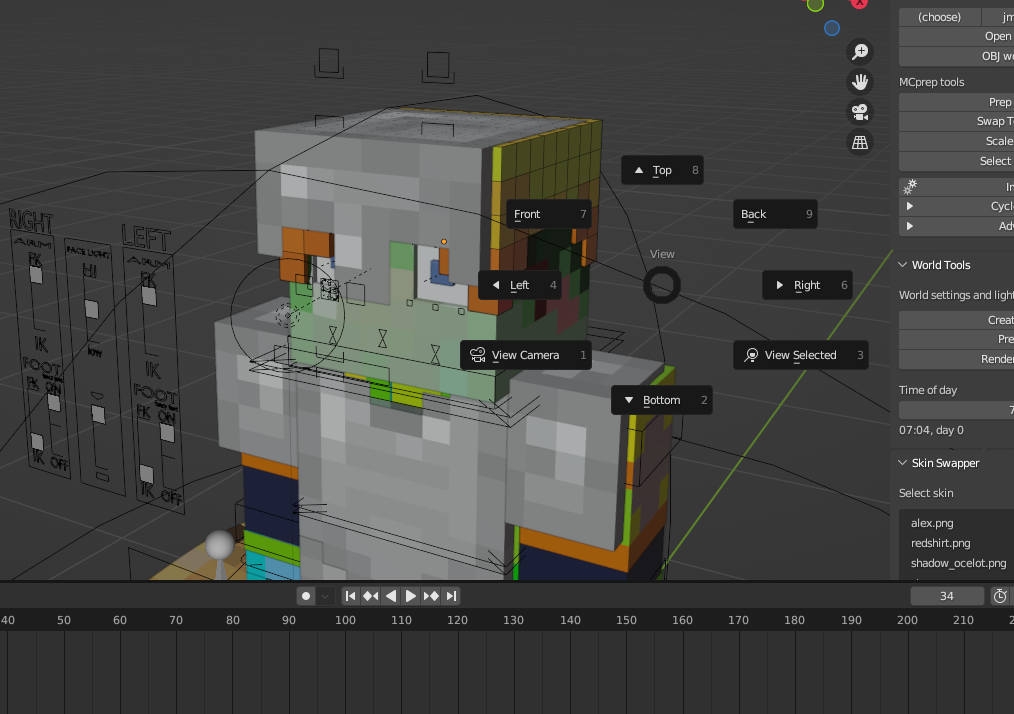 X
(choose)
jm
Open
OBJ wo
MCprep tools
Prep
Swap T
Scale
Select
In
Cycl
Adv
World Tools
World settings and light
Creat
Pre
Render
Time of day
7
07:04, day 0
Skin Swapper
Select skin
alex.png
redshirt.png
shadow_ocelot.png
Top 8
Front 7
Back 9
View
Left 4
Right 6
View Camera 1
View Selected 3
Bottom 2
RIGHT
LEFT
ARUM
FACE LIGHT
ARUM
FK
HI
FK
IK
low
IK
FOOT
FOOT
FK ON
FK ON
IK OFF
IK OFF
34
40 50 60 70 80 90 100 110 120 130 140 150 160 170 180 190 200 210